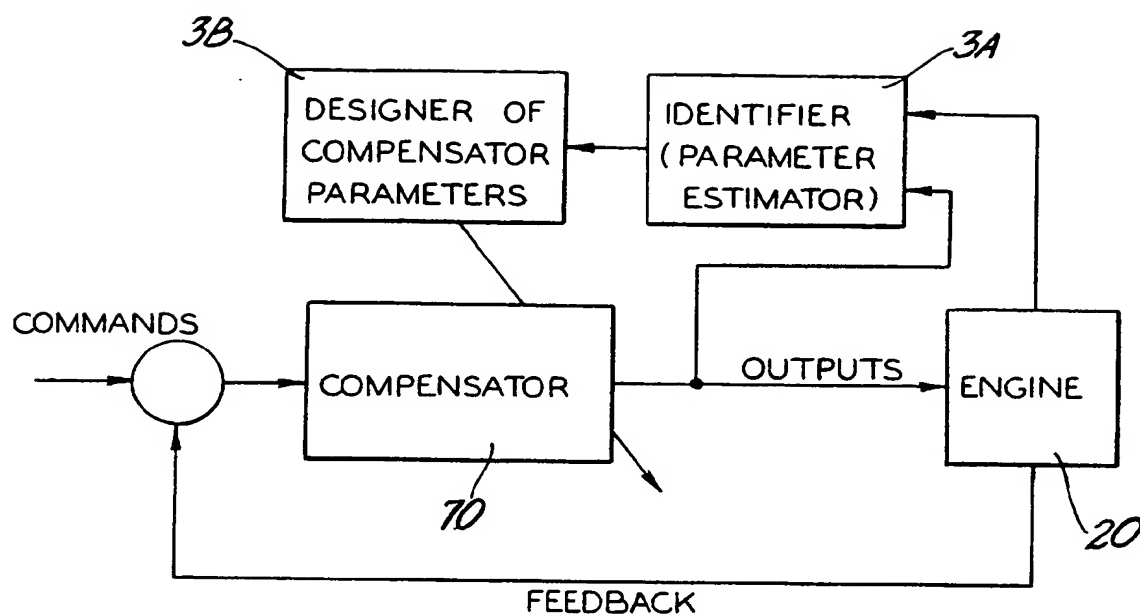 3B
3A
DESIGNER OF
COMPENSATOR
PARAMETERS
IDENTIFIER
(PARAMETER
ESTIMATOR)
COMMANDS
COMPENSATOR
OUTPUTS
ENGINE
70
20
FEEDBACK